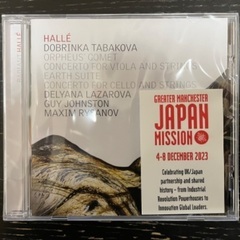 HALLÉ
HALLÉ
DOBRINKA TABAKOVA
ORPHEUS' COMET
CONCERTO FOR VIOLA AND STRINGS
EARTH SUITE
CONCERTO FOR CELLO AND STRINGS
DELYANA LAZAROVA
GUY JOHNSTON
MAXIM RYSANOV
GREATER MANCHESTER
JAPAN
MISSION
4-8 DECEMBER 2023
Celebrating UK/Japan
partnership and shared
history – from Industrial
Revolution Powerhouses to
Innovation Global Leaders.